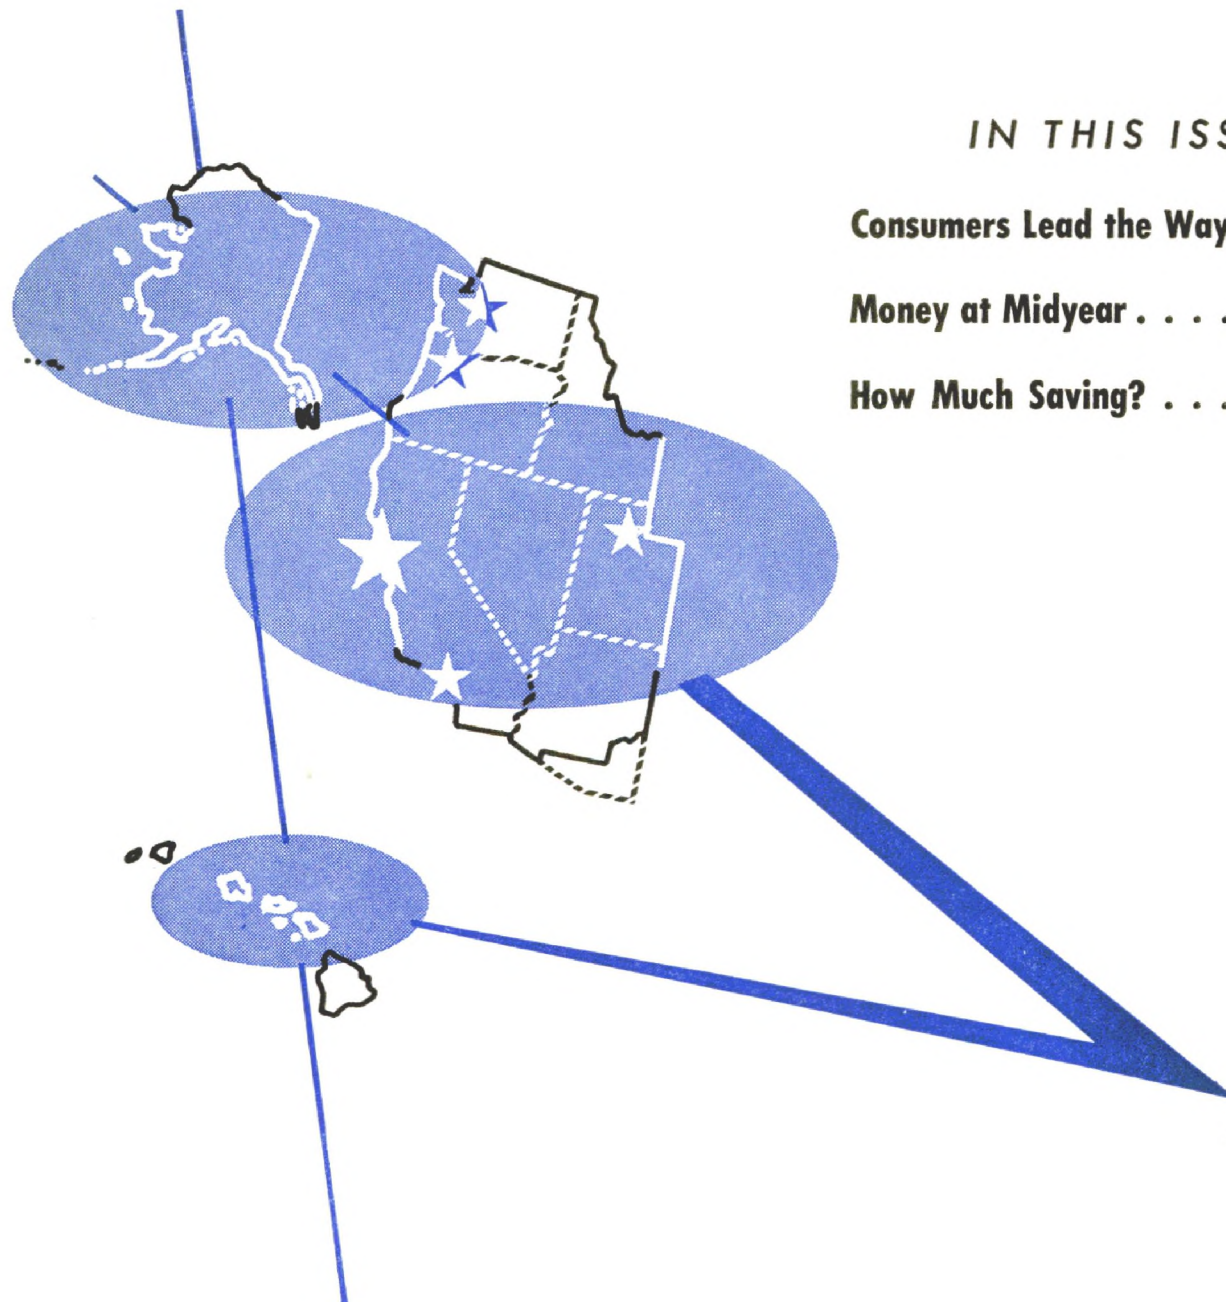 IN THIS ISS
Consumers Lead the Way
Money at Midyear . . . .
How Much Saving? . . .